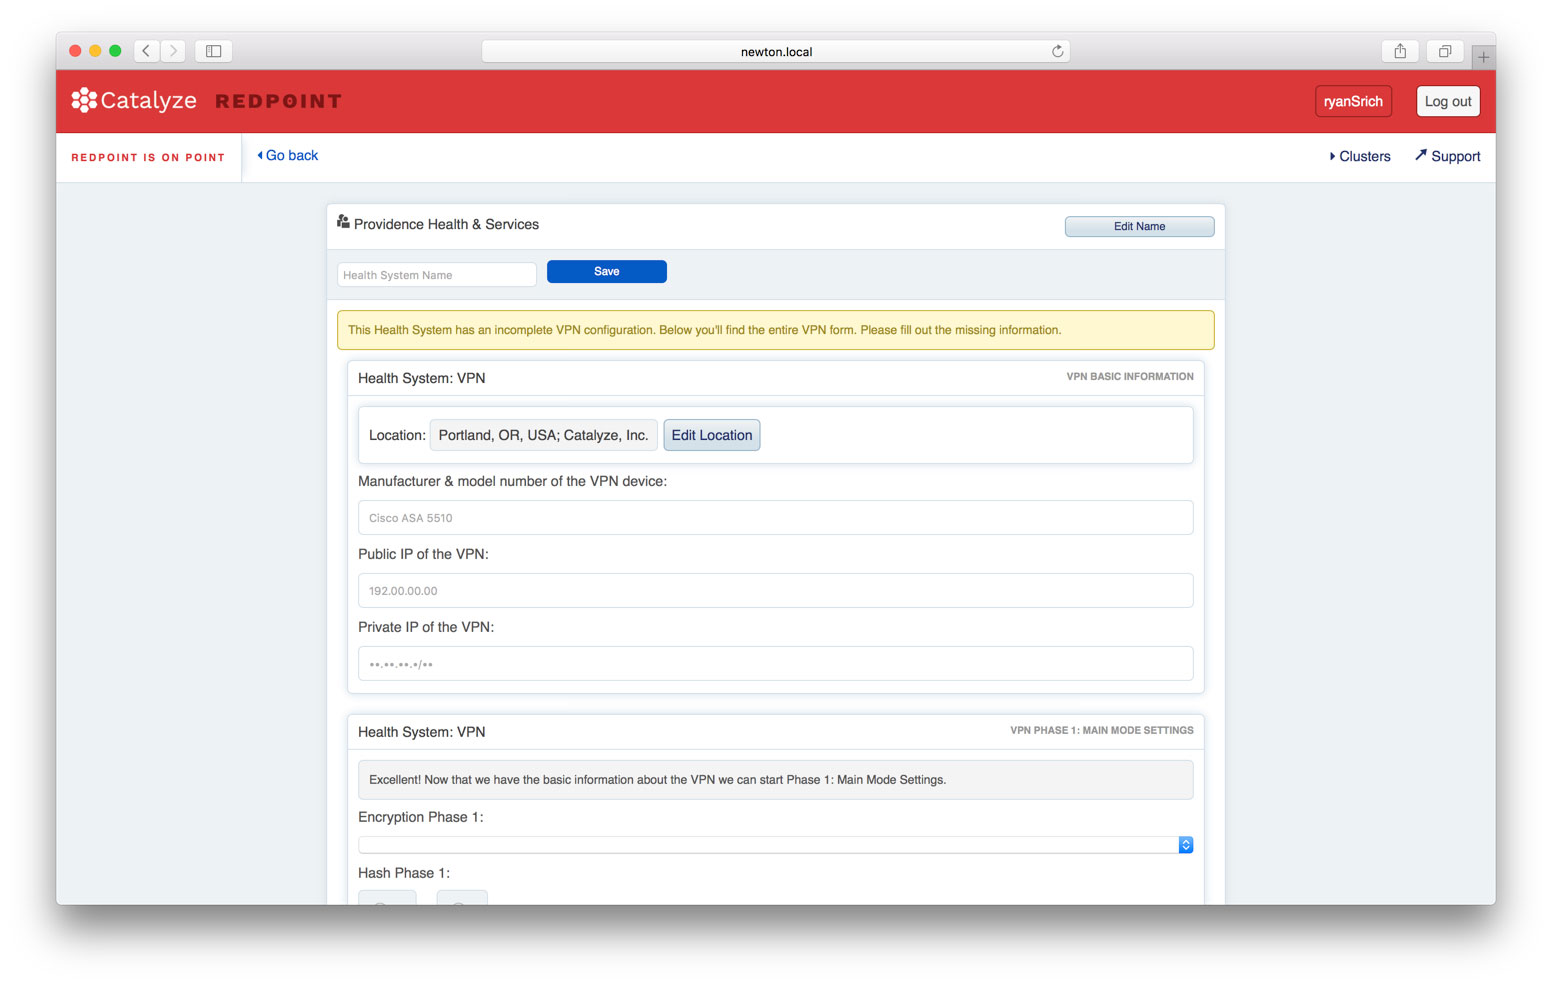 newton.local
Catalyze REDPOINT
ryanSrich
Log out
REDPOINT IS ON POINT
Go back
Clusters
Support
Providence Health & Services
Edit Name
Health System Name
Save
This Health System has an incomplete VPN configuration. Below you'll find the entire VPN form. Please fill out the missing information.
Health System: VPN
VPN BASIC INFORMATION
Location: Portland, OR, USA; Catalyze, Inc. Edit Location
Manufacturer & model number of the VPN device:
Cisco ASA 5510
Public IP of the VPN:
192.00.00.00
Private IP of the VPN:
••.••.••.•/••
Health System: VPN
VPN PHASE 1: MAIN MODE SETTINGS
Excellent! Now that we have the basic information about the VPN we can start Phase 1: Main Mode Settings.
Encryption Phase 1:
Hash Phase 1: